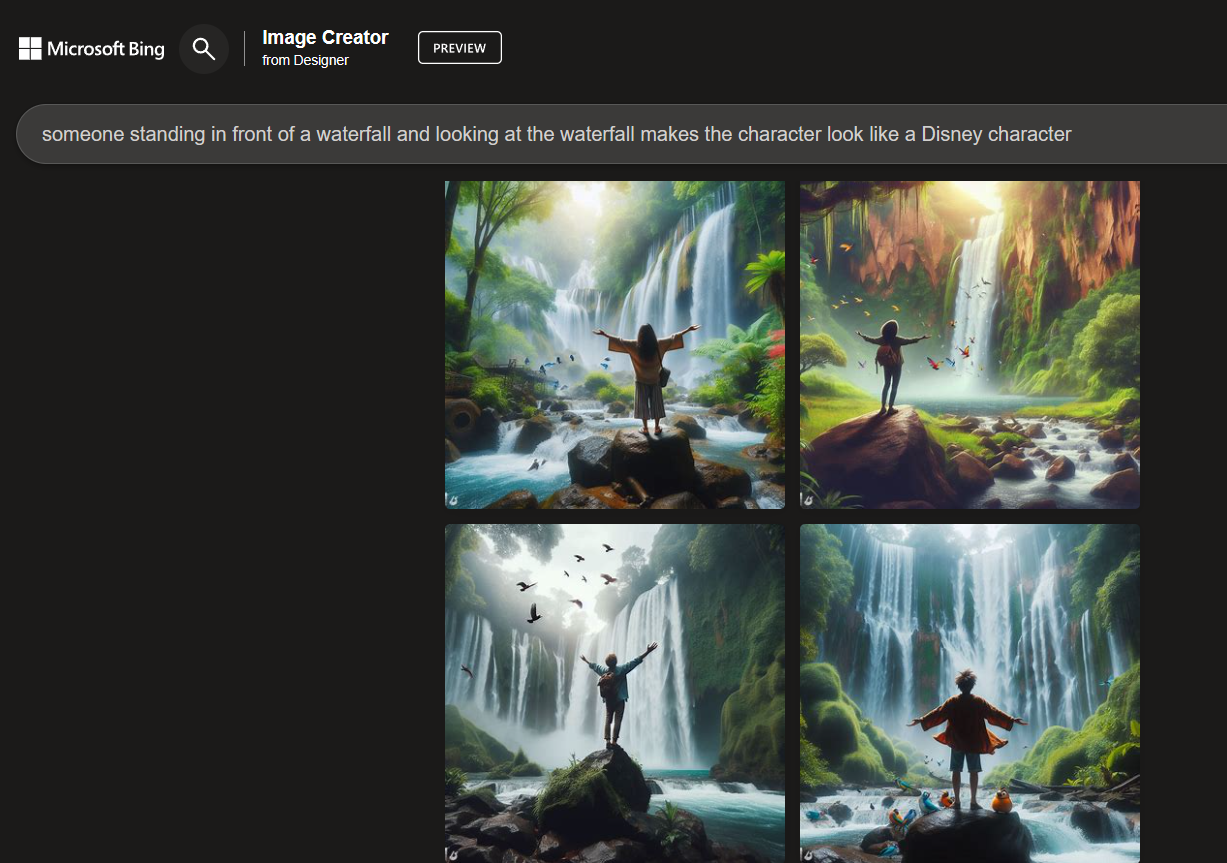 Microsoft Bing
Image Creator
from Designer
PREVIEW
someone standing in front of a waterfall and looking at the waterfall makes the character look like a Disney character